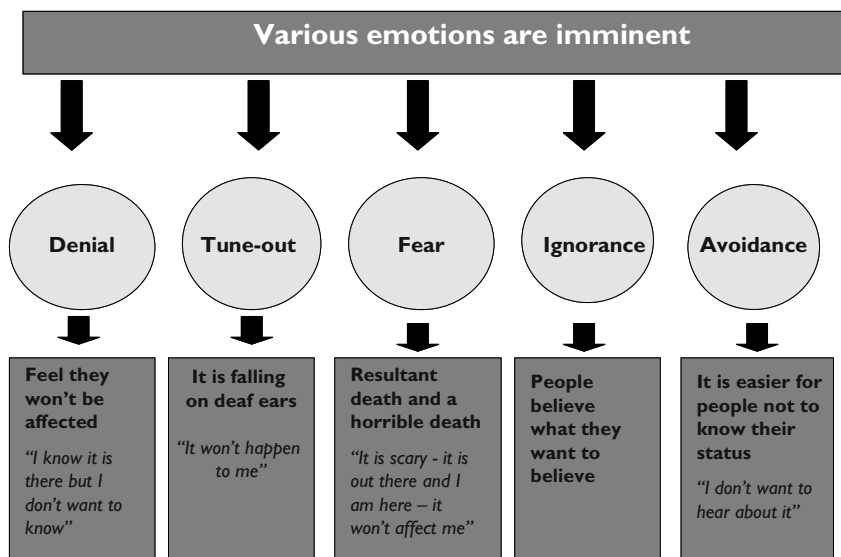 Various emotions are imminent
Denial
Tune-out
Fear
Ignorance
Avoidance
Feel they
won't be
affected
“I know it is
there but I
don't want to
know”
It is falling
on deaf ears
“It won't happen
to me”
Resultant
death and a
horrible death
“It is scary - it is
out there and I
am here – it
won't affect me”
People
believe
what they
want to
believe
It is easier for
people not to
know their
status
“I don't want to
hear about it”